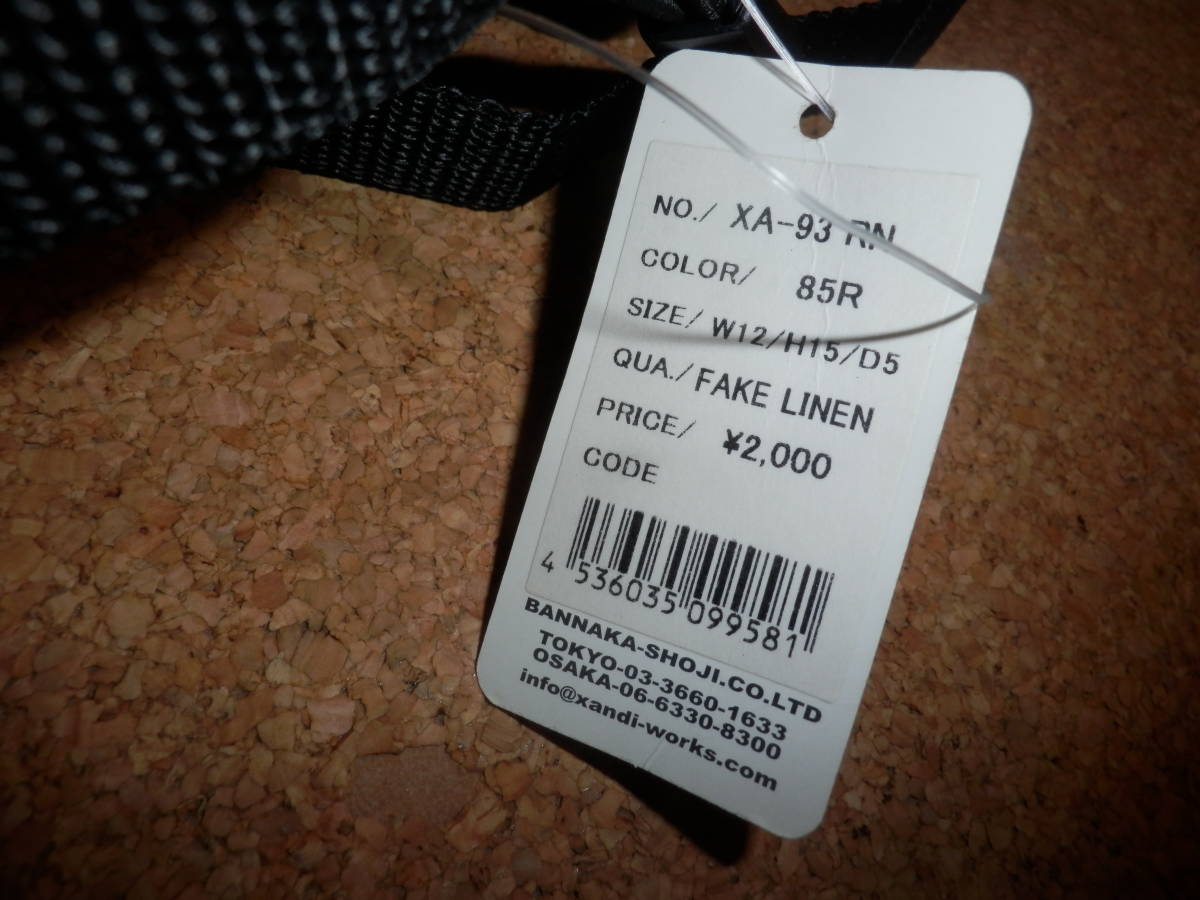 NO./ XA-93 RN
COLOR/ 85R
SIZE/ W12/H15/D5
QUA./ FAKE LINEN
PRICE/ ¥2,000
CODE
4 536035 099581
BANNAKA-SHOJI.CO.LTD
TOKYO-03-3660-1633
OSAKA-06-6330-8300
info@xandi-works.com